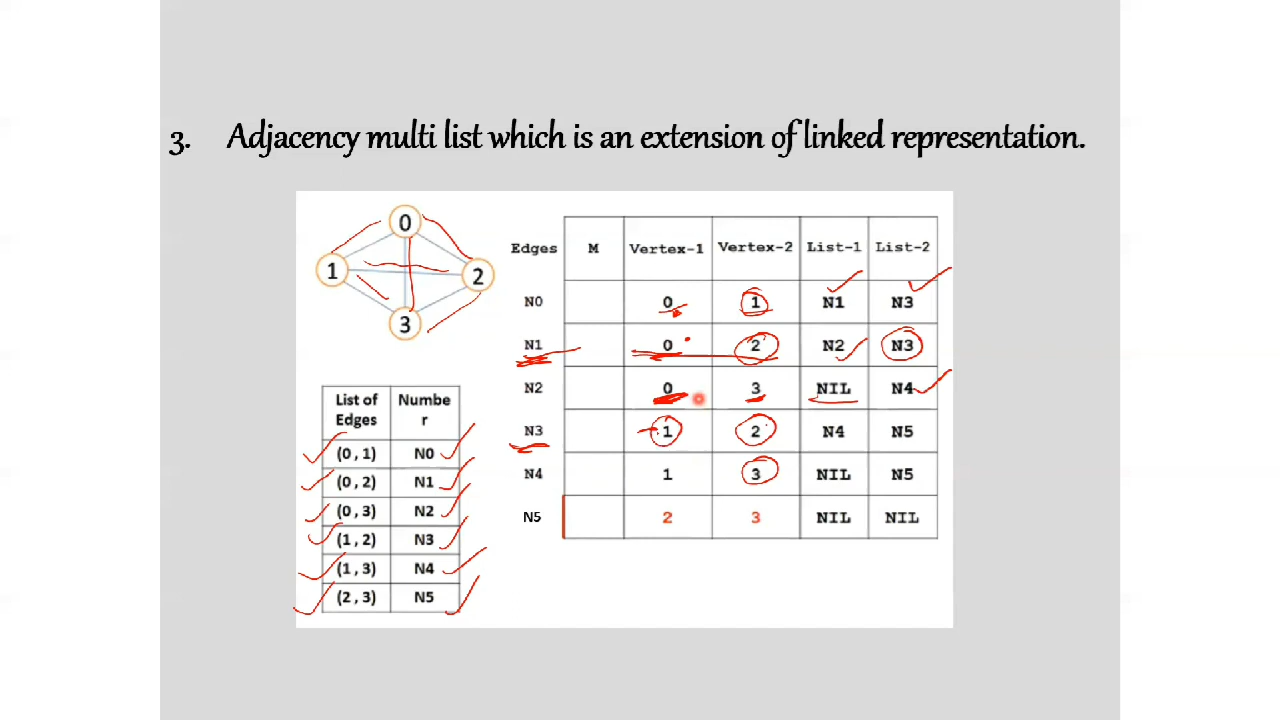 3. Adjacency multi list which is an extension of linked representation.
0
1
2
3
Edges M Vertex-1 Vertex-2 List-1 List-2
N0 0 1 N1 N3
N1 0 2 N2 N3
N2 0 3 NIL N4
N3 1 2 N4 N5
N4 1 3 NIL N5
N5 2 3 NIL NIL
List of Numbe
Edges r
(0,1) N0
(0,2) N1
(0,3) N2
(1,2) N3
(1,3) N4
(2,3) N5